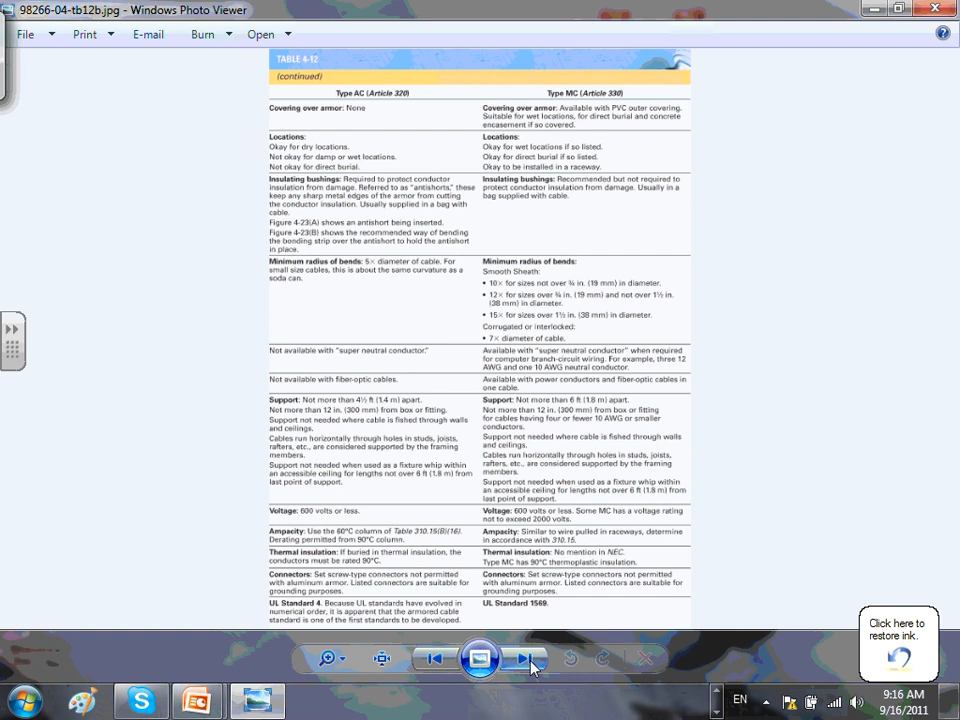 98266-04-tb12b.jpg - Windows Photo Viewer
File Print E-mail Burn Open
TABLE 4-12
(continued)
Type AC (Article 320)
Type MC (Article 330)
Covering over armor: None
Covering over armor: Available with PVC outer covering.
Suitable for wet locations, for direct burial and concrete
encasement if so covered.
Locations:
Okay for dry locations.
Not okay for damp or wet locations.
Not okay for direct burial.
Locations:
Okay for wet locations if so listed.
Okay for direct burial if so listed.
Okay to be installed in a raceway.
Insulating bushings: Required to protect conductor
insulation from damage. Referred to as "antishorts," these
keep any sharp metal edges of the armor from cutting
the conductor insulation. Usually supplied in a bag with
cable.
Figure 4-23(A) shows an antishort being inserted.
Figure 4-23(B) shows the recommended way of bending
the bonding strip over the antishort to hold the antishort
in place.
Insulating bushings: Recommended but not required to
protect conductor insulation from damage. Usually in a
bag supplied with cable.
Minimum radius of bends: 5× diameter of cable. For
small size cables, this is about the same curvature as a
soda can.
Minimum radius of bends:
Smooth Sheath:
• 10× for sizes not over ¾ in. (19 mm) in diameter.
• 12× for sizes over ¾ in. (19 mm) and not over 1½ in.
(38 mm) in diameter.
• 15× for sizes over 1½ in. (38 mm) in diameter.
Corrugated or interlocked:
• 7× diameter of cable.
Not available with "super neutral conductor."
Available with "super neutral conductor" when required
for computer branch-circuit wiring. For example, three 12
AWG and one 10 AWG neutral conductor.
Not available with fiber-optic cables.
Available with power conductors and fiber-optic cables in
one cable.
Support: Not more than 4½ ft (1.4 m) apart.
Not more than 12 in. (300 mm) from box or fitting.
Support not needed where cable is fished through walls
and ceilings.
Cables run horizontally through holes in studs, joists,
rafters, etc., are considered supported by the framing
members.
Support not needed when used as a fixture whip within
an accessible ceiling for lengths not over 6 ft (1.8 m) from
last point of support.
Support: Not more than 6 ft (1.8 m) apart.
Not more than 12 in. (300 mm) from box or fitting
for cables having four or fewer 10 AWG or smaller
conductors.
Support not needed where cable is fished through walls
and ceilings.
Cables run horizontally through holes in studs, joists,
rafters, etc., are considered supported by the framing
members.
Support not needed when used as a fixture whip within
an accessible ceiling for lengths not over 6 ft (1.8 m) from
last point of support.
Voltage: 600 volts or less.
Voltage: 600 volts or less. Some MC has a voltage rating
not to exceed 2000 volts.
Ampacity: Use the 60°C column of Table 310.15(B)(16).
Derating permitted from 90°C column.
Ampacity: Similar to wire pulled in raceways, determine
in accordance with 310.15.
Thermal insulation: If buried in thermal insulation, the
conductors must be rated 90°C.
Thermal insulation: No mention in NEC.
Type MC has 90°C thermoplastic insulation.
Connectors: Set screw-type connectors not permitted
with aluminum armor. Listed connectors are suitable for
grounding purposes.
Connectors: Set screw-type connectors not permitted
with aluminum armor. Listed connectors are suitable for
grounding purposes.
UL Standard 4. Because UL standards have evolved in
numerical order, it is apparent that the armored cable
standard is one of the first standards to be developed.
UL Standard 1569.
Click here to
restore ink.
EN
9:16 AM
9/16/2011